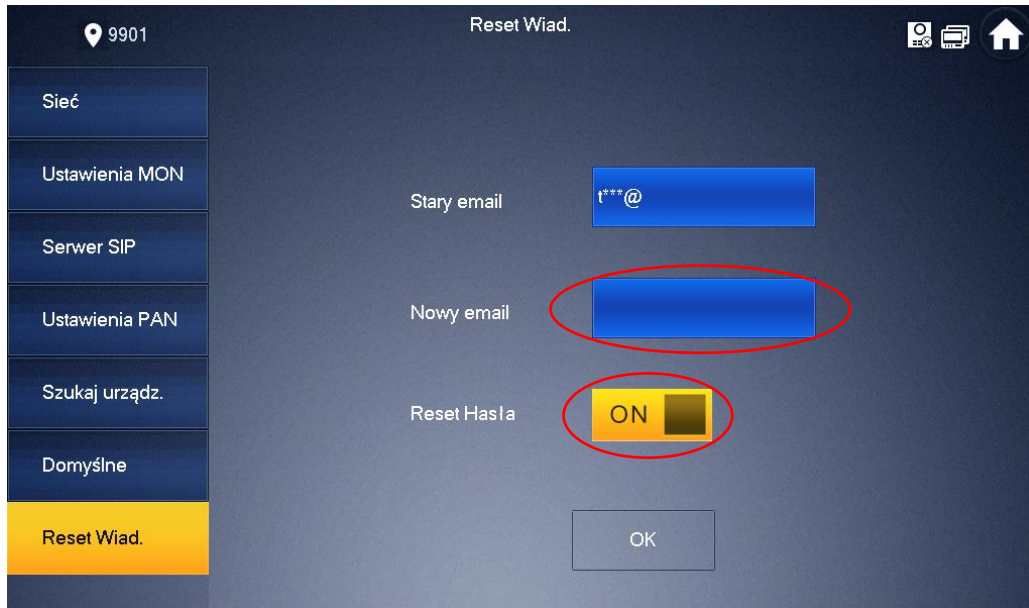 9901
Reset Wiad.
Sieć
Ustawienia MON
Serwer SIP
Ustawienia PAN
Szukaj urządz.
Domyślne
Reset Wiad.
Stary email
t***@
Nowy email
Reset Hasła
ON
OK